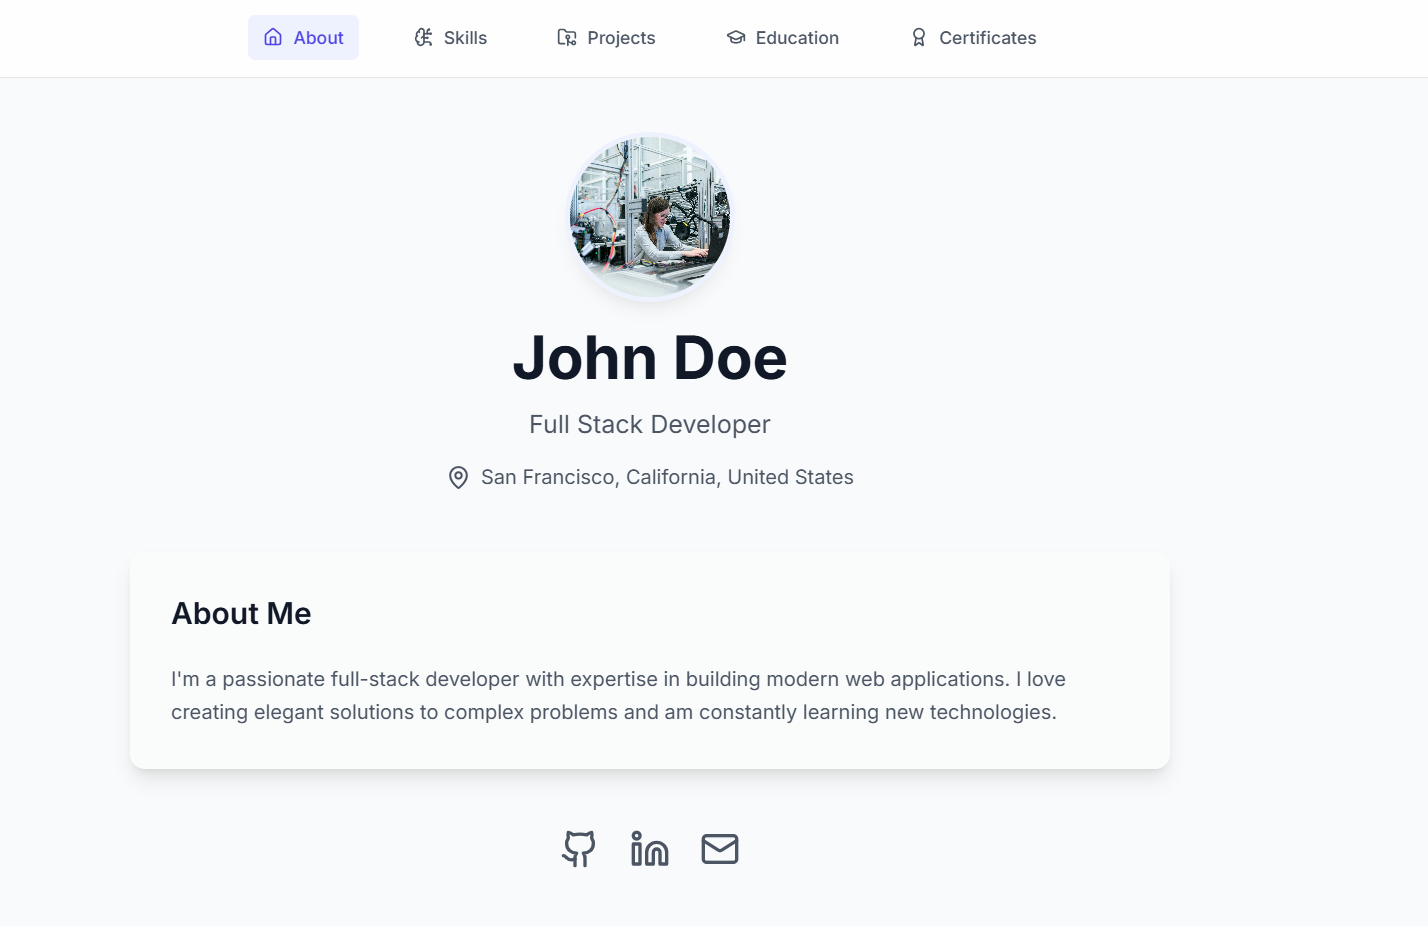 About
Skills
Projects
Education
Certificates
John Doe
Full Stack Developer
San Francisco, California, United States
About Me
I'm a passionate full-stack developer with expertise in building modern web applications. I love
creating elegant solutions to complex problems and am constantly learning new technologies.